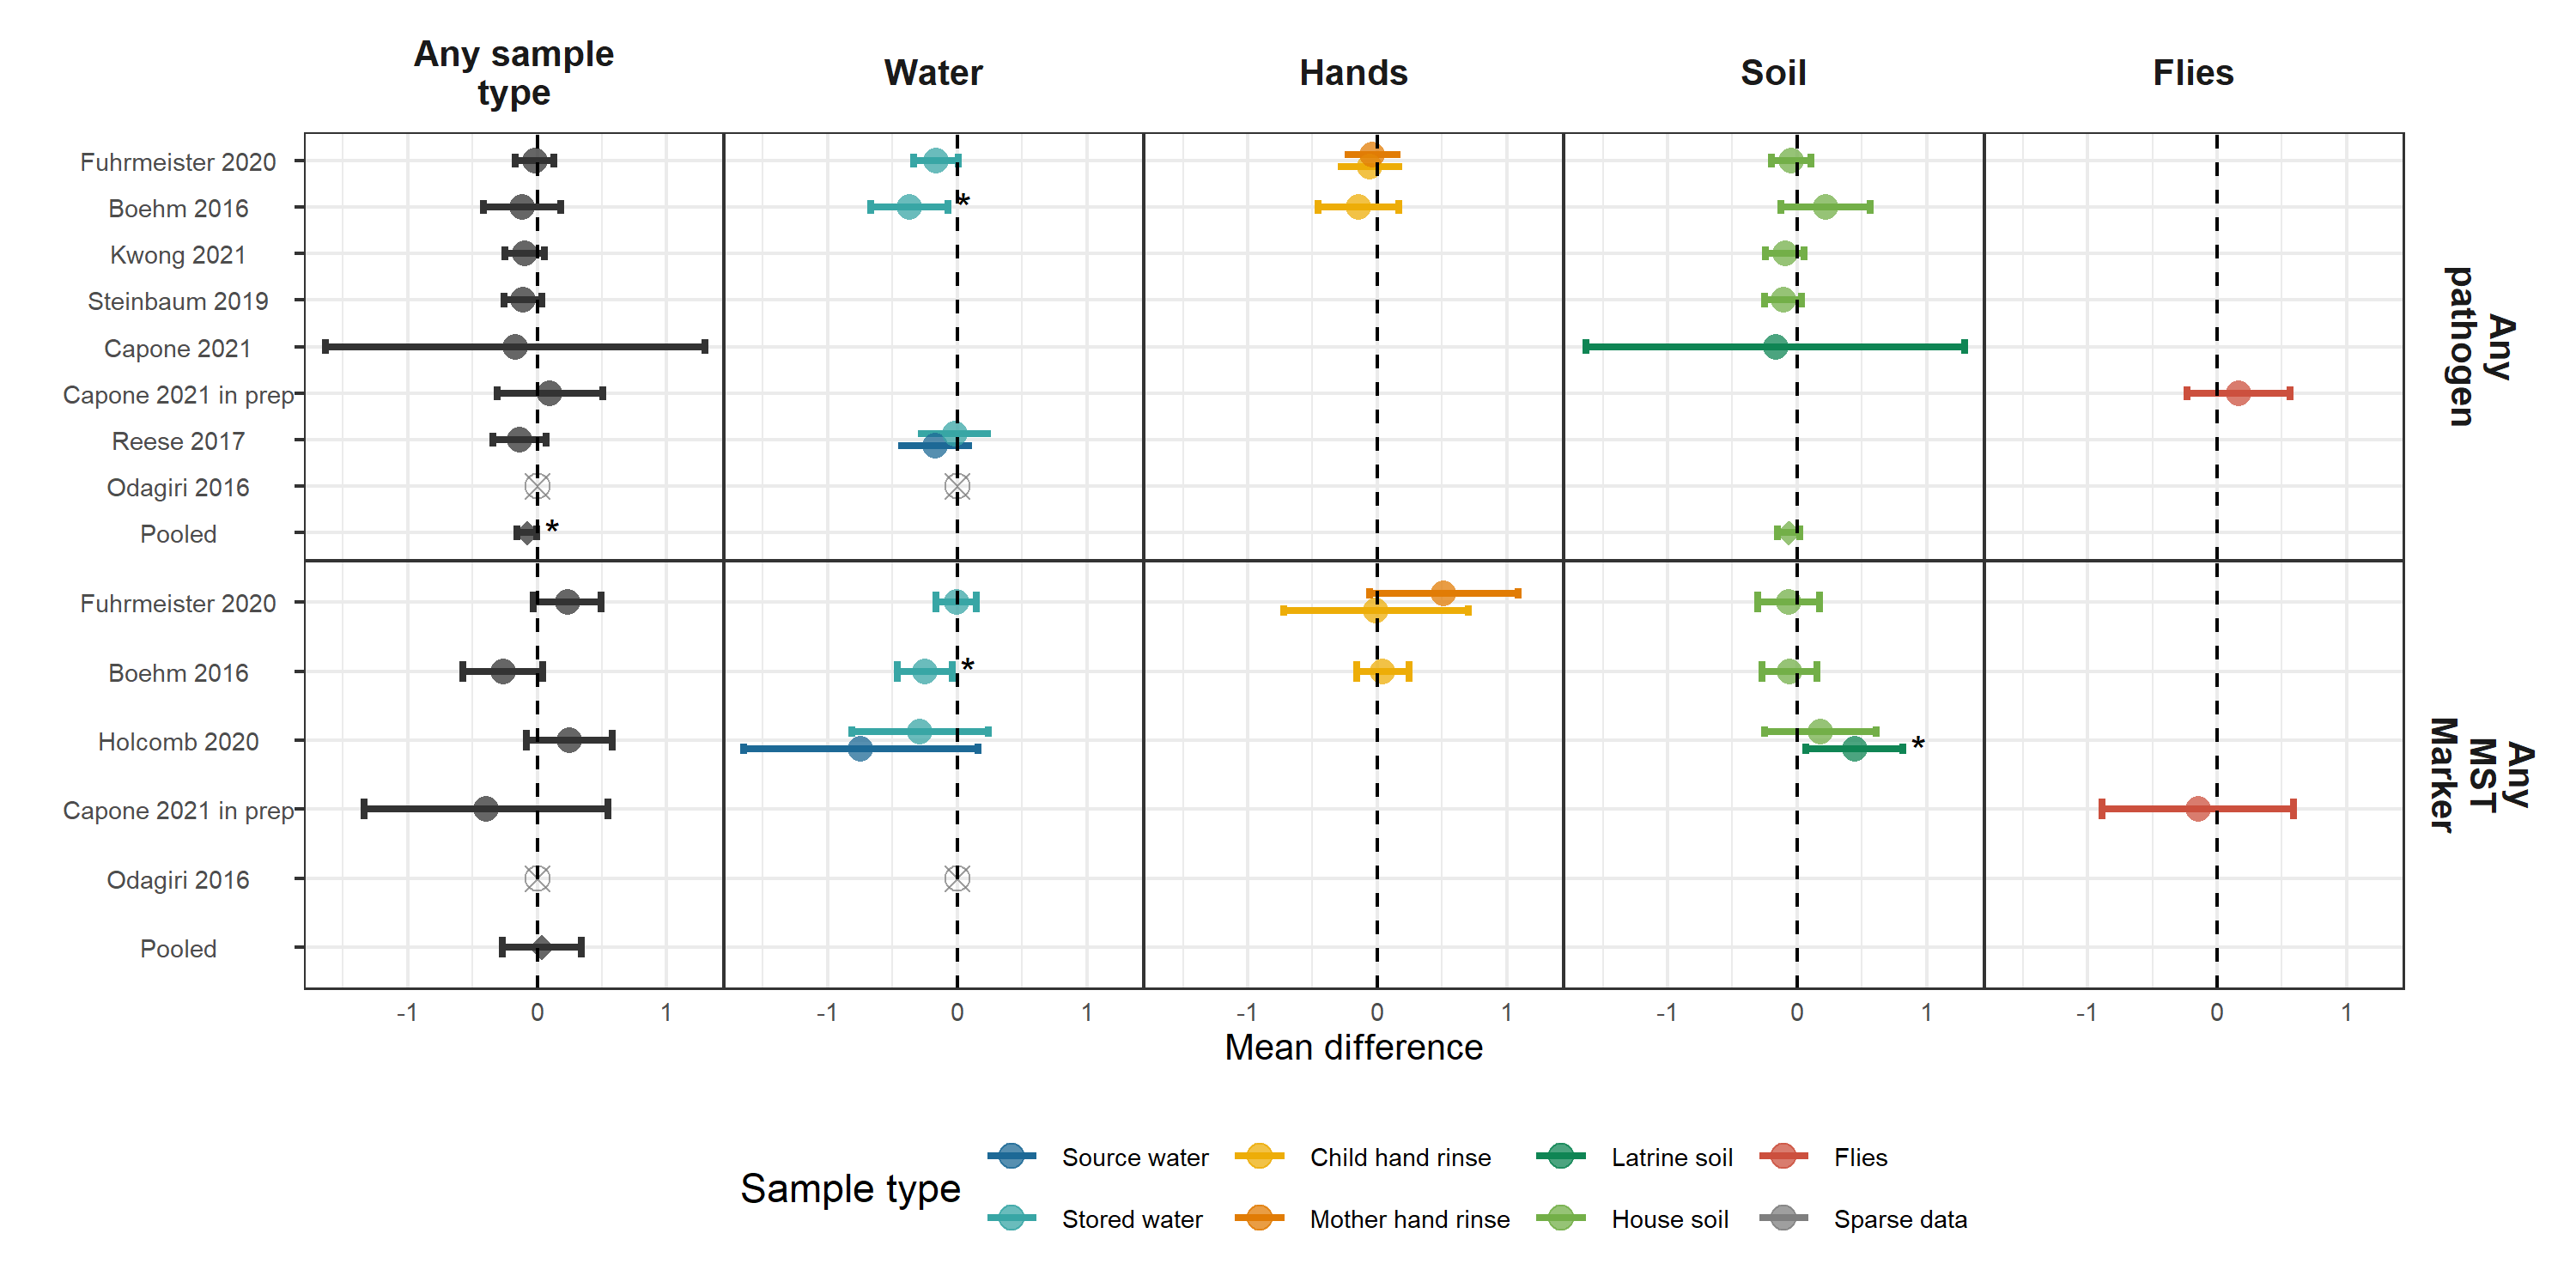 Any sample
type
Water
Hands
Soil
Flies
Fuhrmeister 2020
Boehm 2016
*
Kwong 2021
Steinbaum 2019
Capone 2021
Capone 2021 in prep
Reese 2017
Odagiri 2016
Pooled
*
Any
pathogen
Fuhrmeister 2020
Boehm 2016
*
Holcomb 2020
*
Capone 2021 in prep
Odagiri 2016
Pooled
Any
MST
Marker
-1 0 1 -1 0 1 -1 0 1 -1 0 1 -1 0 1
Mean difference
Sample type
Source water
Child hand rinse
Latrine soil
Flies
Stored water
Mother hand rinse
House soil
Sparse data